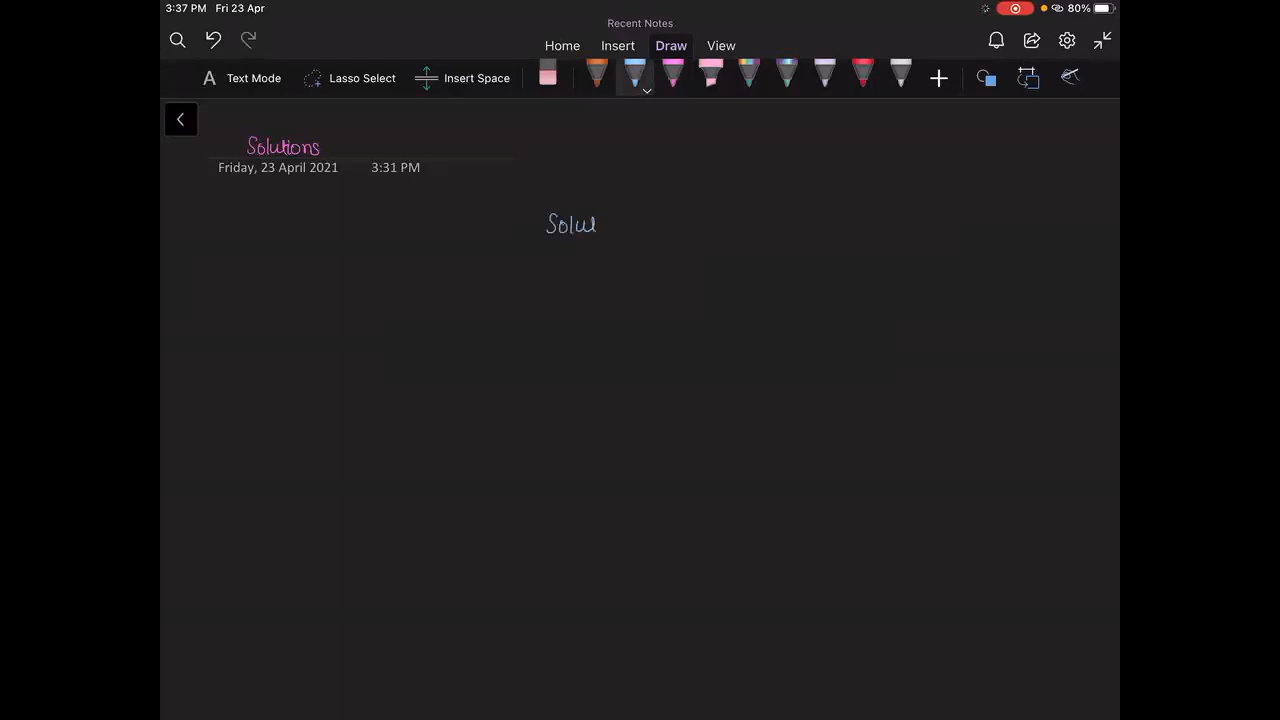 3:37 PM Fri 23 Apr 80%
Recent Notes
Home Insert Draw View
Text Mode Lasso Select Insert Space
Solutions
Friday, 23 April 2021 3:31 PM
Solut